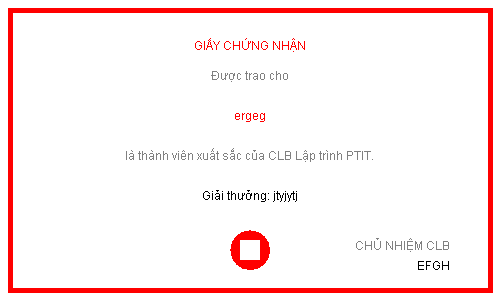 GIẤY CHỨNG NHẬN
Được trao cho
ergeg
là thành viên xuất sắc của CLB Lập trình PTIT.
Giải thưởng: jtyjytj
CHỦ NHIỆM CLB
EFGH